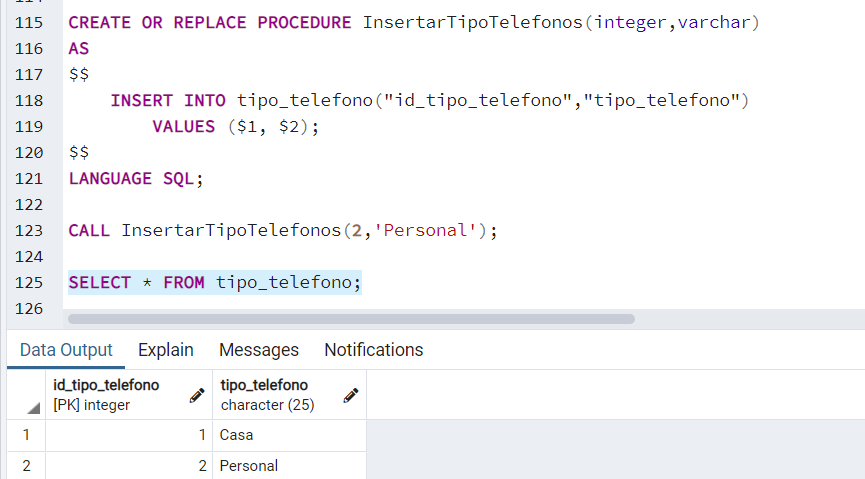 115 CREATE OR REPLACE PROCEDURE InsertarTipoTelefonos(integer,varchar)
116 AS
117 $$
118 INSERT INTO tipo_telefono("id_tipo_telefono","tipo_telefono")
119 VALUES ($1, $2);
120 $$
121 LANGUAGE SQL;
122
123 CALL InsertarTipoTelefonos(2,'Personal');
124
125 SELECT * FROM tipo_telefono;
126
Data Output Explain Messages Notifications
id_tipo_telefono tipo_telefono
[PK] integer character (25)
1 1 Casa
2 2 Personal